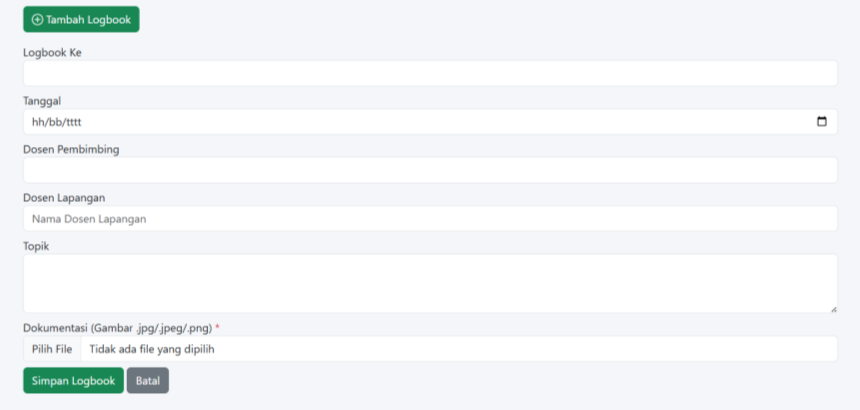 Tambah Logbook
Logbook Ke
Tanggal
hh/bb/tttt
Dosen Pembimbing
Dosen Lapangan
Nama Dosen Lapangan
Topik
Dokumentasi (Gambar .jpg/.jpeg/.png) *
Pilih File Tidak ada file yang dipilih
Simpan Logbook Batal